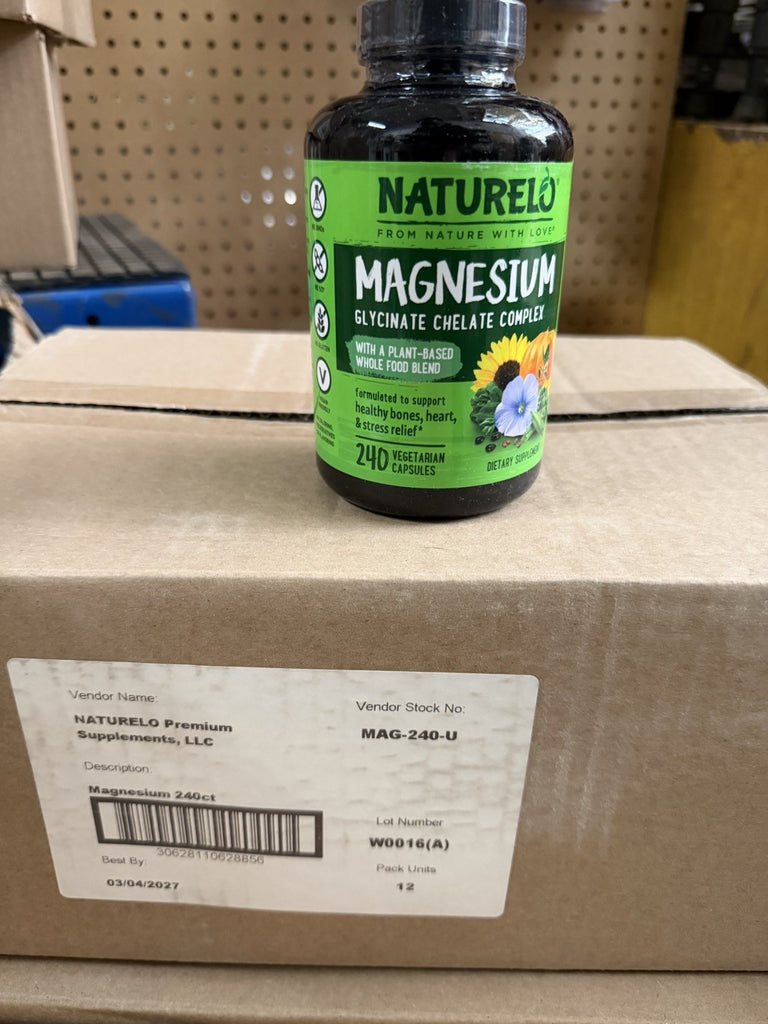 NATURELO
FROM NATURE WITH LOVE®
MAGNESIUM
GLYCINATE CHELATE COMPLEX
WITH A PLANT-BASED
WHOLE FOOD BLEND
formulated to support
healthy bones, heart,
& stress relief*
240 VEGETARIAN
CAPSULES
DIETARY SUPPLEMENT
Vendor Name:
NATURELO Premium
Supplements, LLC
Vendor Stock No:
MAG-240-U
Description:
Magnesium 240ct
30628110628856
Lot Number
W0016(A)
Best By:
03/04/2027
Pack Units
12